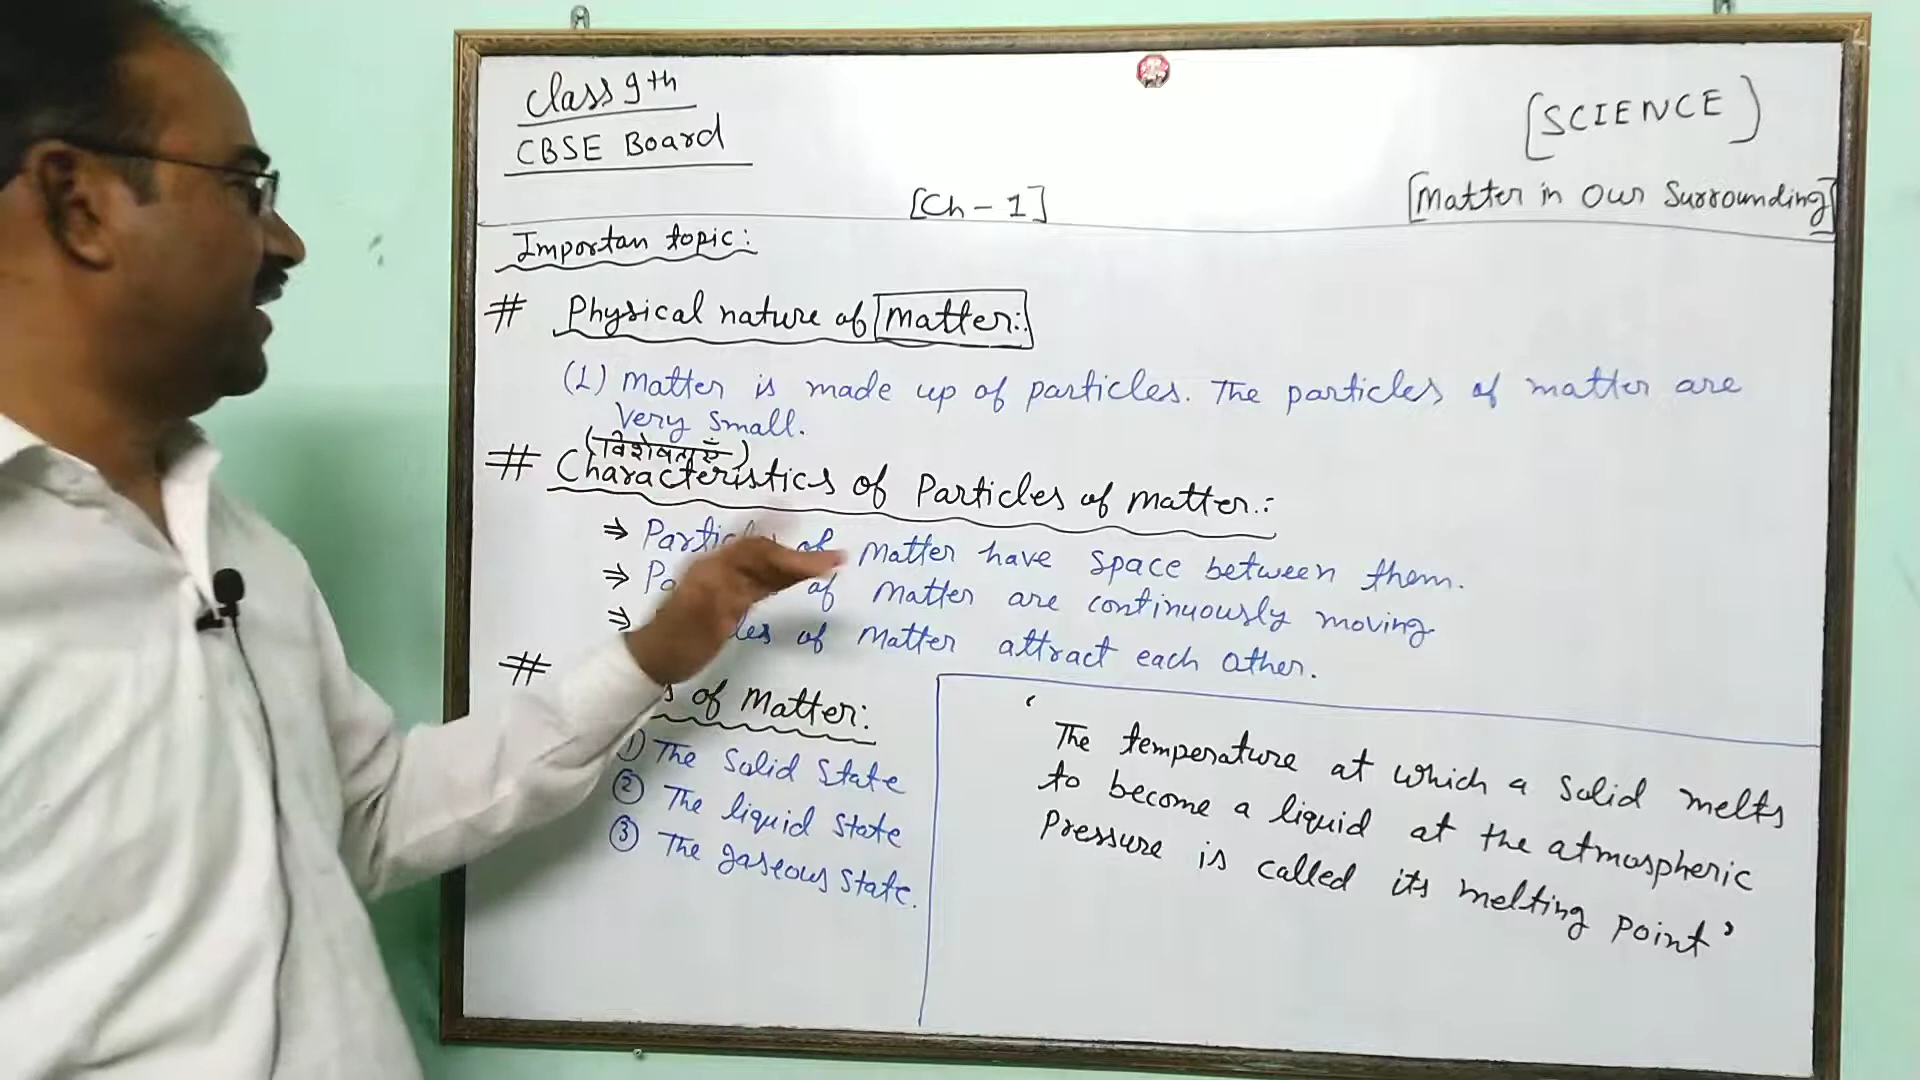 Class 9th
CBSE Board
[SCIENCE]
[Ch - 1]
[Matter in Our Surrounding]
Importan topic:
# Physical nature of matter:
(1) Matter is made up of particles. The particles of matter are
Very small.
(विशेषताएँ)
# Characteristics of Particles of matter.:
⇒ of Matter have space between them.
⇒ of Matter are continuously moving
⇒ of Matter attract each other.
# of Matter:
① The Solid State
② The liquid State
③ The gaseous State.
‘The temperature at which a Solid melts
to become a liquid at the atmospheric
Pressure is called its melting Point’